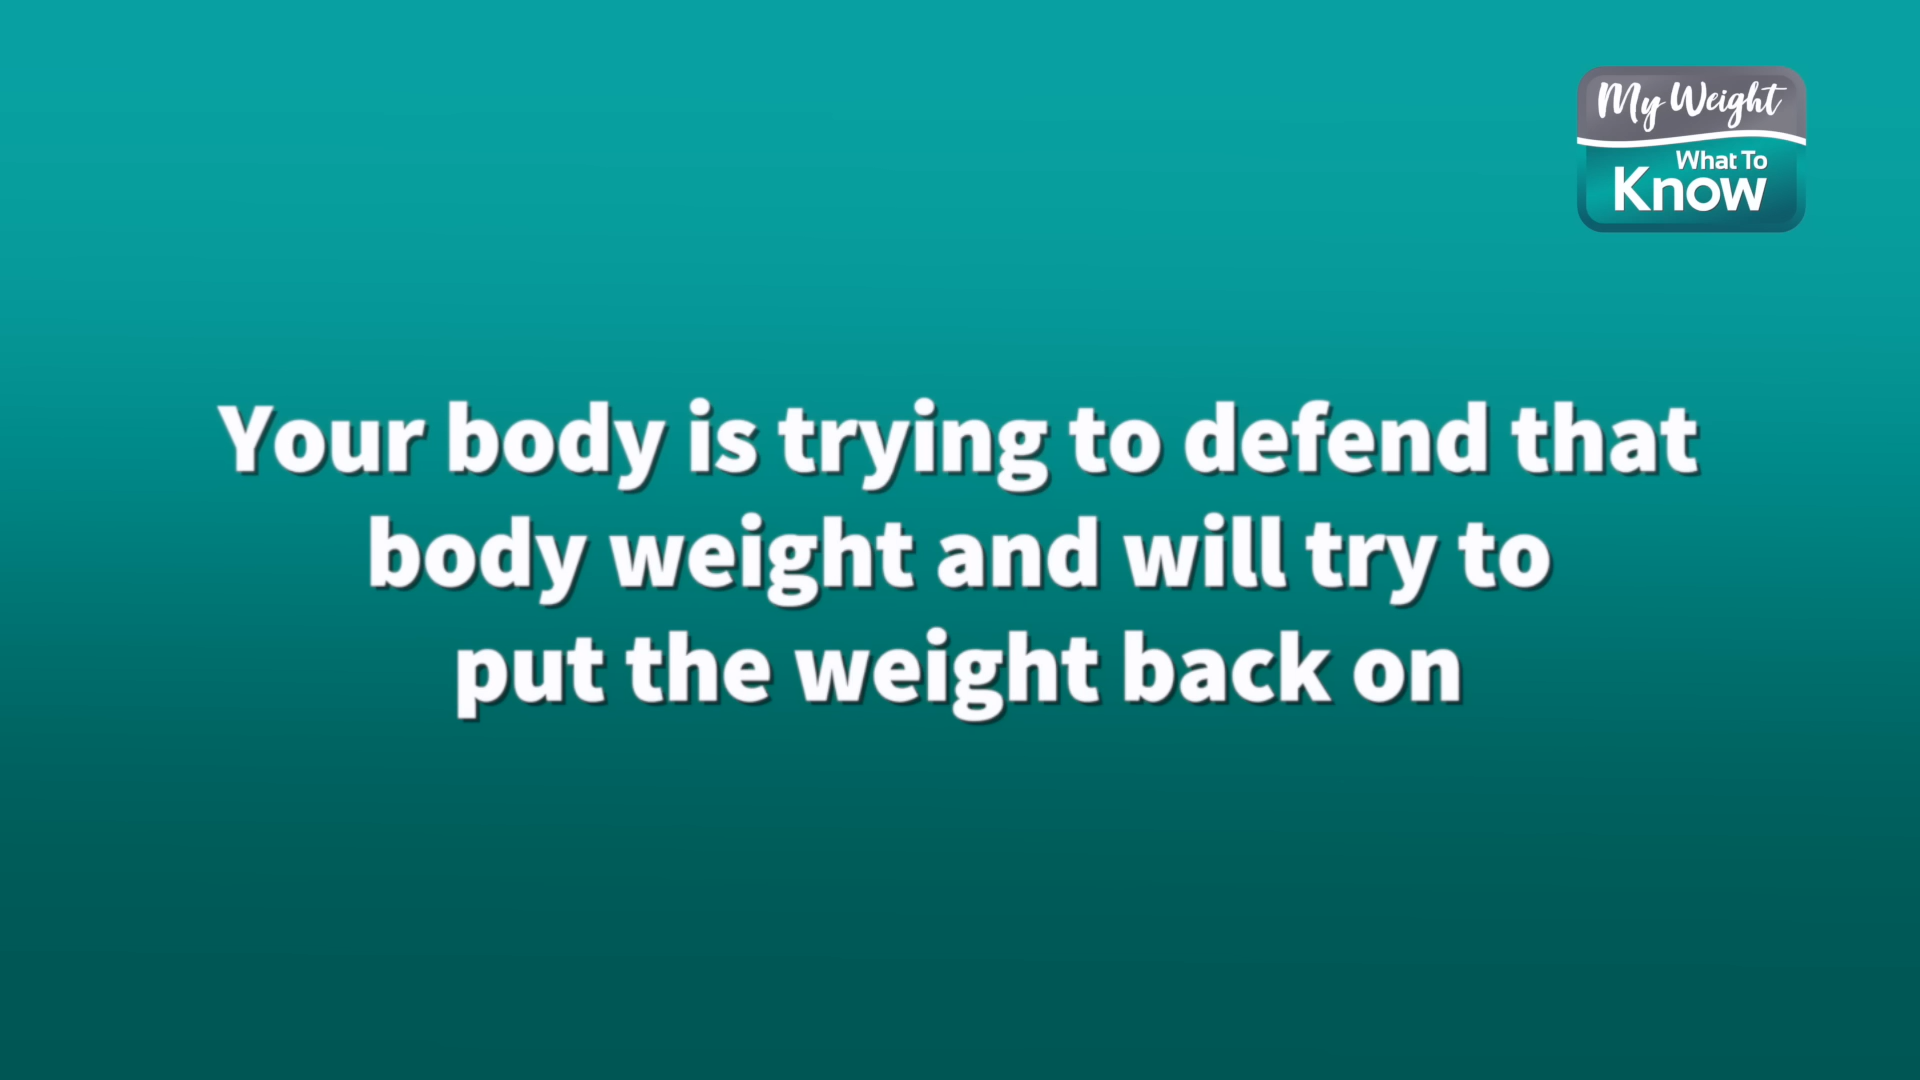 My Weight
What To
Know
Your body is trying to defend that
body weight and will try to
put the weight back on